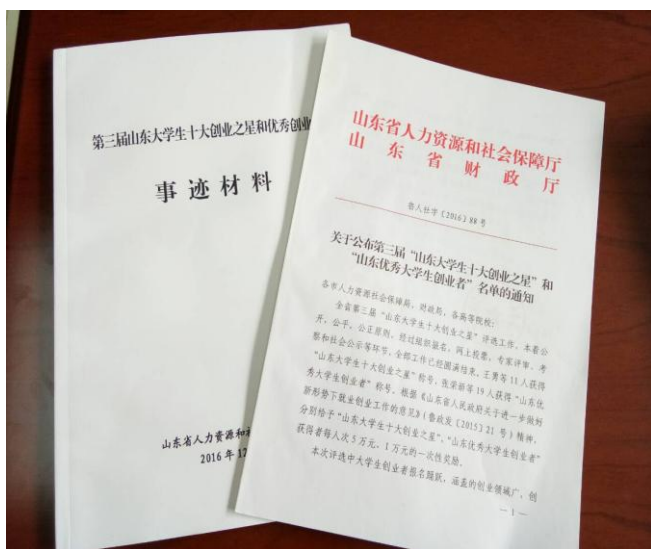 第三届山东大学生十大创业之星和优秀创业
事迹材料
山东省人力资源和社
2016年12
山东省人力资源和社会保障厅
山东省财政厅
鲁人社字〔2016〕88号
关于公布第三届“山东大学生十大创业之星”和
“山东优秀大学生创业者”名单的通知
各市人力资源社会保障局、财政局，各高等院校：
全省第三届“山东大学生十大创业之星”评选工作，本着公
开、公平、公正原则，经过组织报名、网上投票、专家评审、考
察和社会公示等环节，全部工作已经圆满结束。王勇等11人获得
“山东大学生十大创业之星”称号，张荣新等19人获得“山东优
秀大学生创业者”称号。根据《山东省人民政府关于进一步做好
新形势下就业创业工作的意见》（鲁政发〔2015〕21号）精神，
分别给予“山东大学生十大创业之星”、“山东优秀大学生创业者”
获得者每人次5万元、1万元的一次性奖励。
本次评选中大学生创业者报名踊跃，涵盖的创业领域广，创
—1—